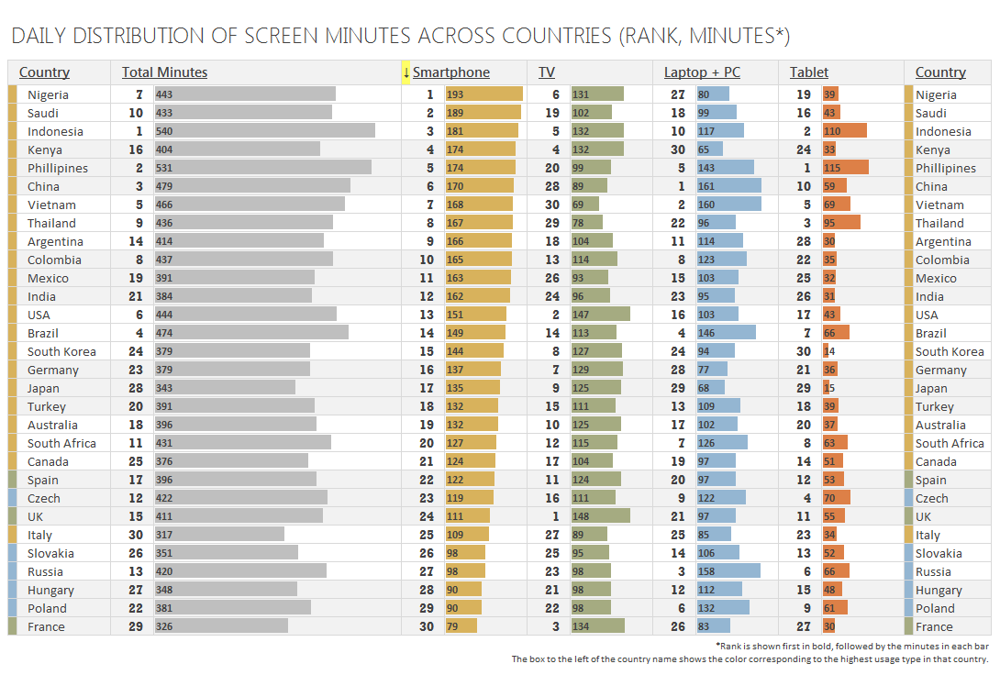 DAILY DISTRIBUTION OF SCREEN MINUTES ACROSS COUNTRIES (RANK, MINUTES*)
Country Total Minutes ↓ Smartphone TV Laptop + PC Tablet Country
Nigeria 7 443 1 193 6 131 27 80 19 39 Nigeria
Saudi 10 433 2 189 19 102 18 99 16 43 Saudi
Indonesia 1 540 3 181 5 132 10 117 2 110 Indonesia
Kenya 16 404 4 174 4 132 30 65 24 33 Kenya
Phillipines 2 531 5 174 20 99 5 143 1 115 Phillipines
China 3 479 6 170 28 89 1 161 10 59 China
Vietnam 5 466 7 168 30 69 2 160 5 69 Vietnam
Thailand 9 436 8 167 29 78 22 96 3 95 Thailand
Argentina 14 414 9 166 18 104 11 114 28 30 Argentina
Colombia 8 437 10 165 13 114 8 123 22 35 Colombia
Mexico 19 391 11 163 26 93 15 103 25 32 Mexico
India 21 384 12 162 24 96 23 95 26 31 India
USA 6 444 13 151 2 147 16 103 17 43 USA
Brazil 4 474 14 149 14 113 4 146 7 66 Brazil
South Korea 24 379 15 144 8 127 24 94 30 14 South Korea
Germany 23 379 16 137 7 129 28 77 21 36 Germany
Japan 28 343 17 135 9 125 29 68 29 15 Japan
Turkey 20 391 18 132 15 111 13 109 18 39 Turkey
Australia 18 396 19 132 10 125 17 102 20 37 Australia
South Africa 11 431 20 127 12 115 7 126 8 63 South Africa
Canada 25 376 21 124 17 104 19 97 14 51 Canada
Spain 17 396 22 122 11 124 20 97 12 53 Spain
Czech 12 422 23 119 16 111 9 122 4 70 Czech
UK 15 411 24 111 1 148 21 97 11 55 UK
Italy 30 317 25 109 27 89 25 85 23 34 Italy
Slovakia 26 351 26 98 25 95 14 106 13 52 Slovakia
Russia 13 420 27 98 23 98 3 158 6 66 Russia
Hungary 27 348 28 90 21 98 12 112 15 48 Hungary
Poland 22 381 29 90 22 98 6 132 9 61 Poland
France 29 326 30 79 3 134 26 83 27 30 France
*Rank is shown first in bold, followed by the minutes in each bar
The box to the left of the country name shows the color corresponding to the highest usage type in that country.